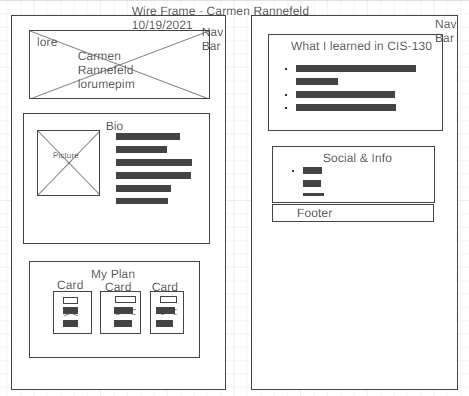 Wire Frame - Carmen Rannefeld
10/19/2021
Nav
Bar
lore
Carmen
Rannefeld
lorumepim
Bio
Picture
My Plan
Card
Card
Card
Nav
Bar
What I learned in CIS-130
Social & Info
Footer